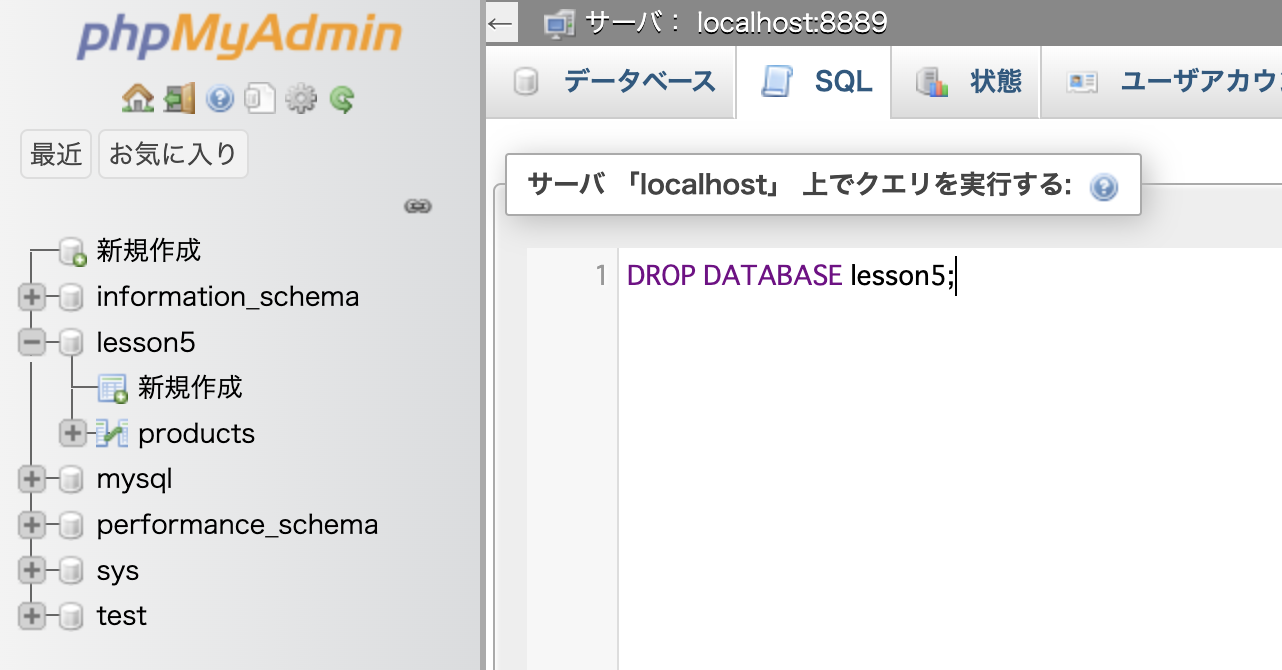 phpMyAdmin
最近 お気に入り
新規作成
information_schema
lesson5
新規作成
products
mysql
performance_schema
sys
test
← サーバ： localhost:8889
データベース SQL 状態 ユーザアカウン
サーバ 「localhost」 上でクエリを実行する:
1 DROP DATABASE lesson5;